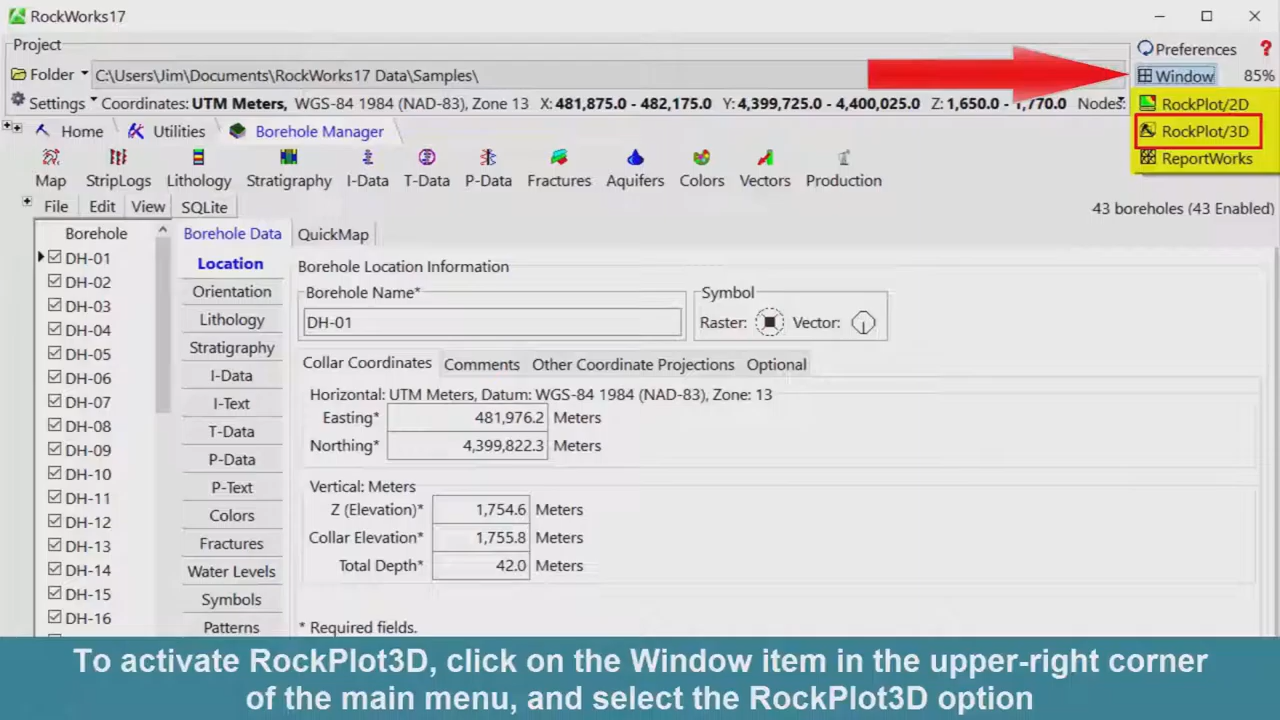 RockWorks17
Project
Preferences ?
Folder C:\Users\Jim\Documents\RockWorks17 Data\Samples\
Window 85%
Settings Coordinates: UTM Meters, WGS-84 1984 (NAD-83), Zone 13 X: 481,875.0 - 482,175.0 Y: 4,399,725.0 - 4,400,025.0 Z: 1,650.0 - 1,770.0 Nodes:
RockPlot/2D
RockPlot/3D
ReportWorks
Home Utilities Borehole Manager
Map StripLogs Lithology Stratigraphy I-Data T-Data P-Data Fractures Aquifers Colors Vectors Production
File Edit View SQLite
43 boreholes (43 Enabled)
Borehole
DH-01
DH-02
DH-03
DH-04
DH-05
DH-06
DH-07
DH-08
DH-09
DH-10
DH-11
DH-12
DH-13
DH-14
DH-15
DH-16
Borehole Data QuickMap
Location
Orientation
Lithology
Stratigraphy
I-Data
I-Text
T-Data
P-Data
P-Text
Colors
Fractures
Water Levels
Symbols
Patterns
Borehole Location Information
Borehole Name*
DH-01
Symbol
Raster: Vector:
Collar Coordinates Comments Other Coordinate Projections Optional
Horizontal: UTM Meters, Datum: WGS-84 1984 (NAD-83), Zone: 13
Easting* 481,976.2 Meters
Northing* 4,399,822.3 Meters
Vertical: Meters
Z (Elevation)* 1,754.6 Meters
Collar Elevation* 1,755.8 Meters
Total Depth* 42.0 Meters
* Required fields.
To activate RockPlot3D, click on the Window item in the upper-right corner
of the main menu, and select the RockPlot3D option